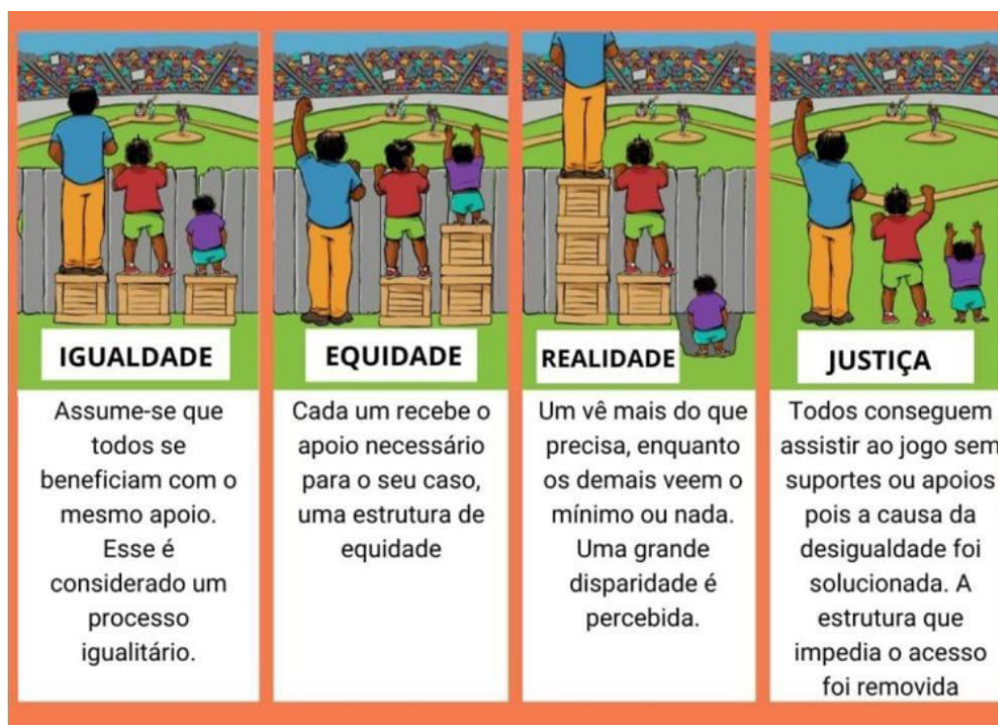 IGUALDADE
Assume-se que
todos se
beneficiam com o
mesmo apoio.
Esse é
considerado um
processo
igualitário.
EQUIDADE
Cada um recebe o
apoio necessário
para o seu caso,
uma estrutura de
equidade
REALIDADE
Um vê mais do que
precisa, enquanto
os demais veem o
mínimo ou nada.
Uma grande
disparidade é
percebida.
JUSTIÇA
Todos conseguem
assistir ao jogo sem
suportes ou apoios
pois a causa da
desigualdade foi
solucionada. A
estrutura que
impedia o acesso
foi removida